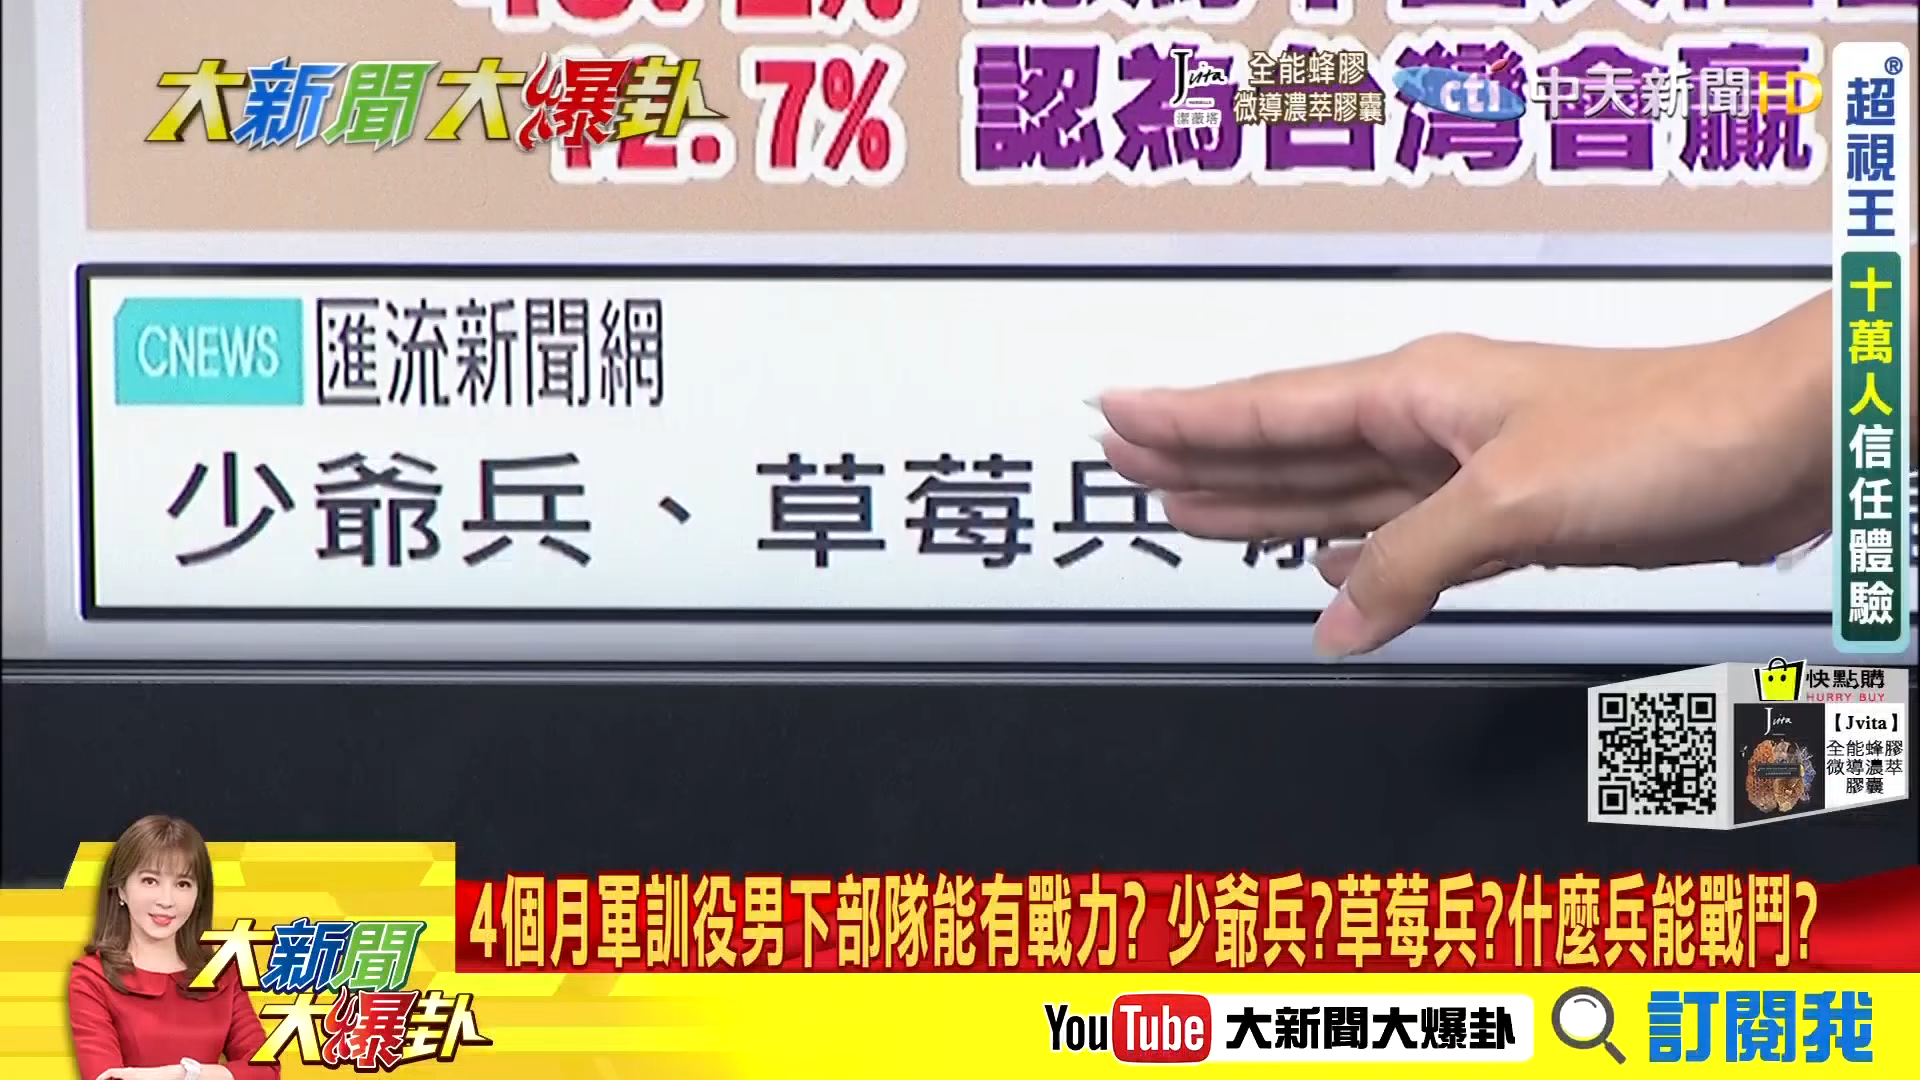 大新聞大爆卦
12.7% 認為台灣會贏
Jvita
潔薇塔
全能蜂膠
微導濃萃膠囊
cti 中天新聞HD
超視王®
十萬人信任體驗
CNEWS 匯流新聞網
少爺兵、草莓兵
快點購
HURRY BUY
Jvita
【Jvita】
全能蜂膠
微導濃萃
膠囊
4個月軍訓役男下部隊能有戰力? 少爺兵?草莓兵?什麼兵能戰鬥?
大新聞
大爆卦
YouTube 大新聞大爆卦 訂閱我